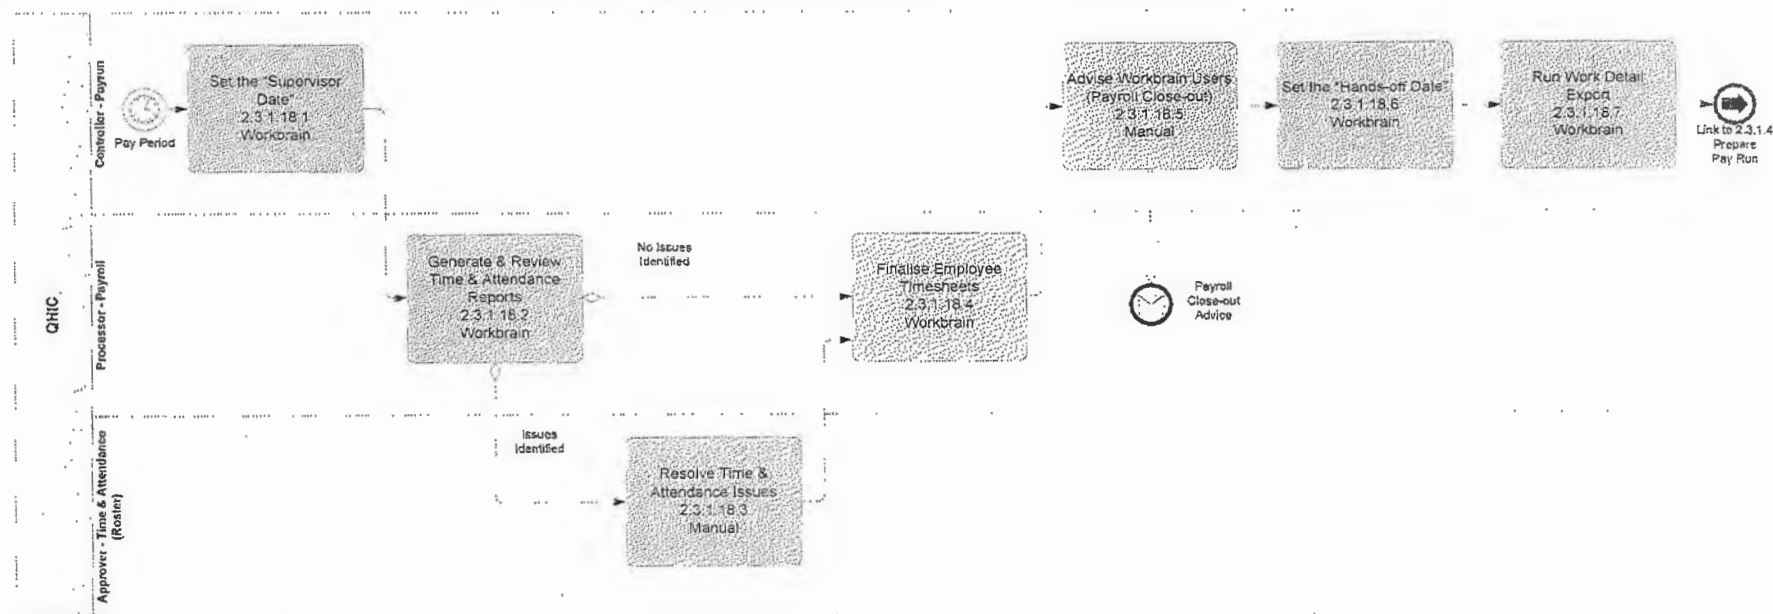 QHIC
Controller - Payrun
Pay Period
Set the "Supervisor
Date"
2.3.1.18.1
Workbrain
Advise Workbrain Users
(Payroll Close-out)
2.3.1.18.5
Manual
Set the "Hands-off Date"
2.3.1.18.6
Workbrain
Run Work Detail
Export
2.3.1.18.7
Workbrain
Link to 2.3.1.4
Prepare
Pay Run
Processor - Payroll
Generate & Review
Time & Attendance
Reports
2.3.1.18.2
Workbrain
No Issues
Identified
Finalise Employee
Timesheets
2.3.1.18.4
Workbrain
Payroll
Close-out
Advice
Approver - Time & Attendance
(Roster)
Issues
Identified
Resolve Time &
Attendance Issues
2.3.1.18.3
Manual